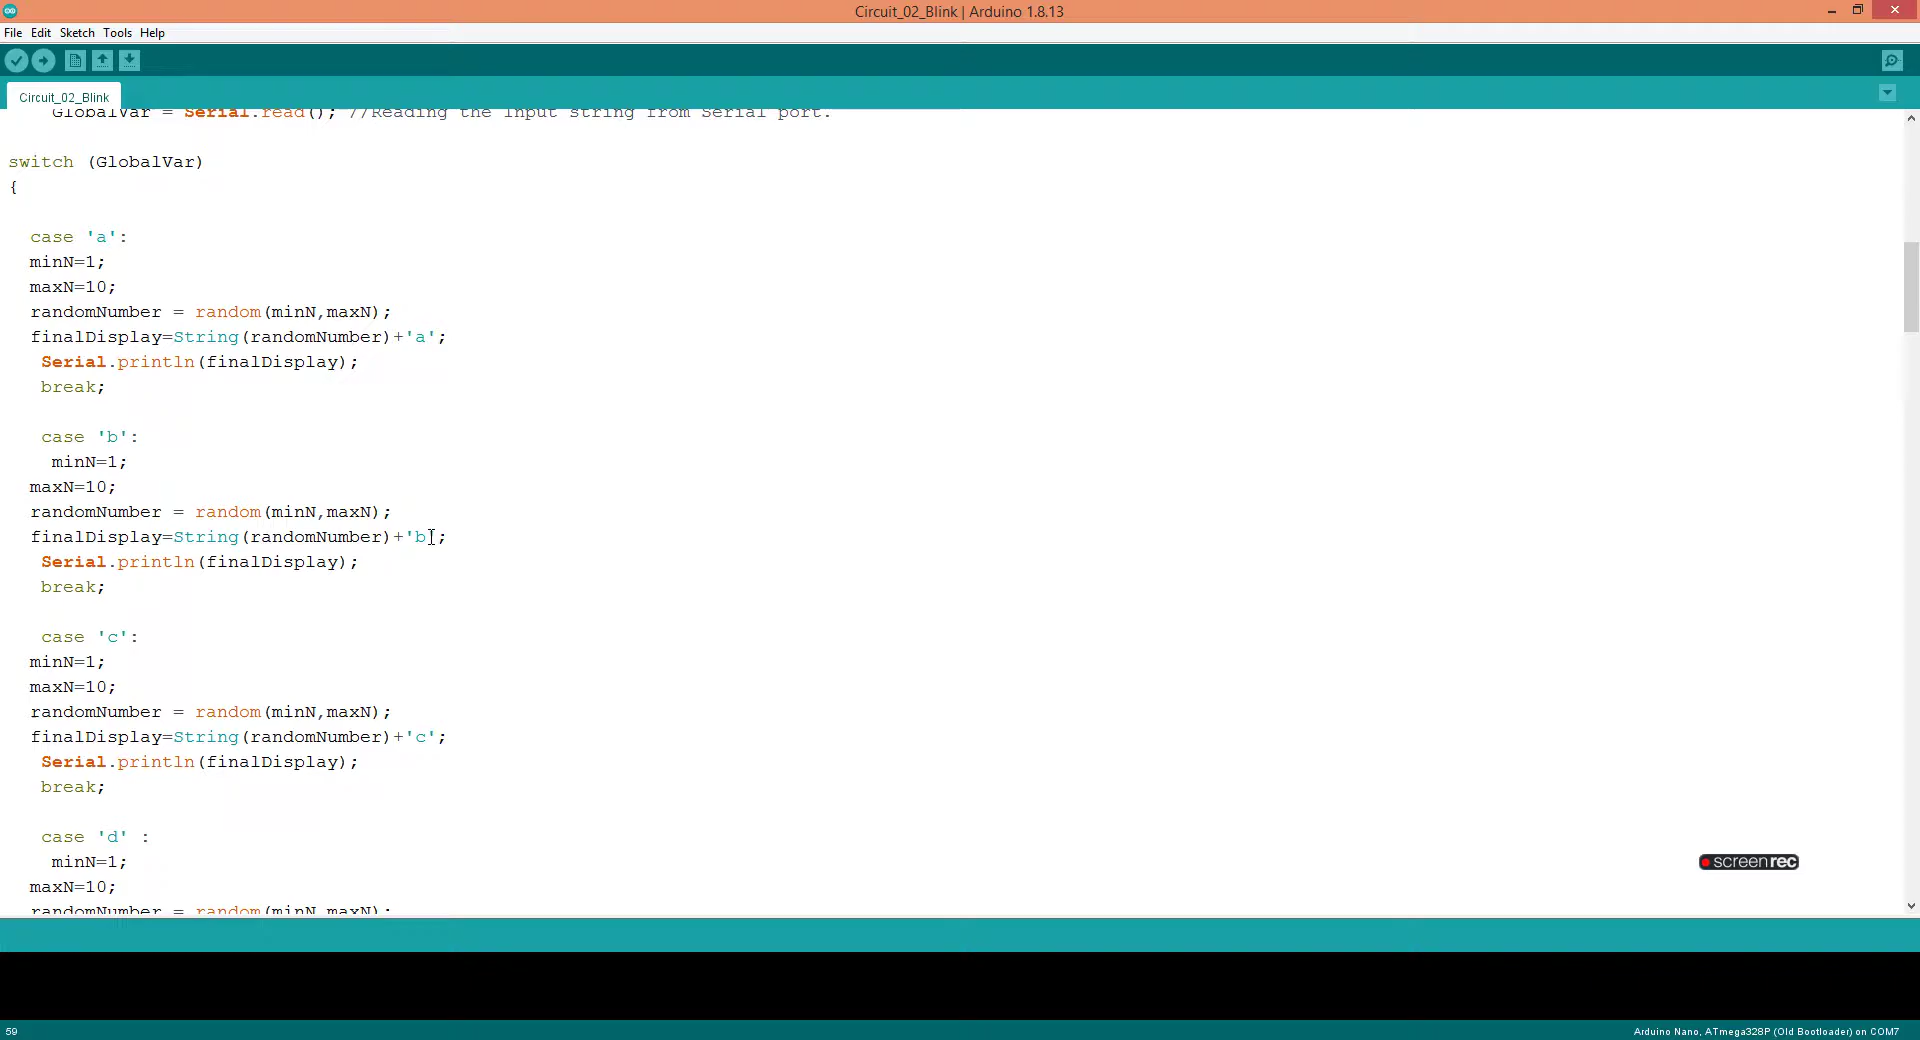 Circuit_02_Blink | Arduino 1.8.13
File Edit Sketch Tools Help
Circuit_02_Blink
GlobalVar = Serial.read(); //Reading the Input string from Serial port.
switch (GlobalVar)
{
case 'a':
minN=1;
maxN=10;
randomNumber = random(minN,maxN);
finalDisplay=String(randomNumber)+'a';
Serial.println(finalDisplay);
break;
case 'b':
minN=1;
maxN=10;
randomNumber = random(minN,maxN);
finalDisplay=String(randomNumber)+'b';
Serial.println(finalDisplay);
break;
case 'c':
minN=1;
maxN=10;
randomNumber = random(minN,maxN);
finalDisplay=String(randomNumber)+'c';
Serial.println(finalDisplay);
break;
case 'd' :
minN=1;
maxN=10;
randomNumber = random(minN,maxN);
screenrec
59
Arduino Nano, ATmega328P (Old Bootloader) on COM7